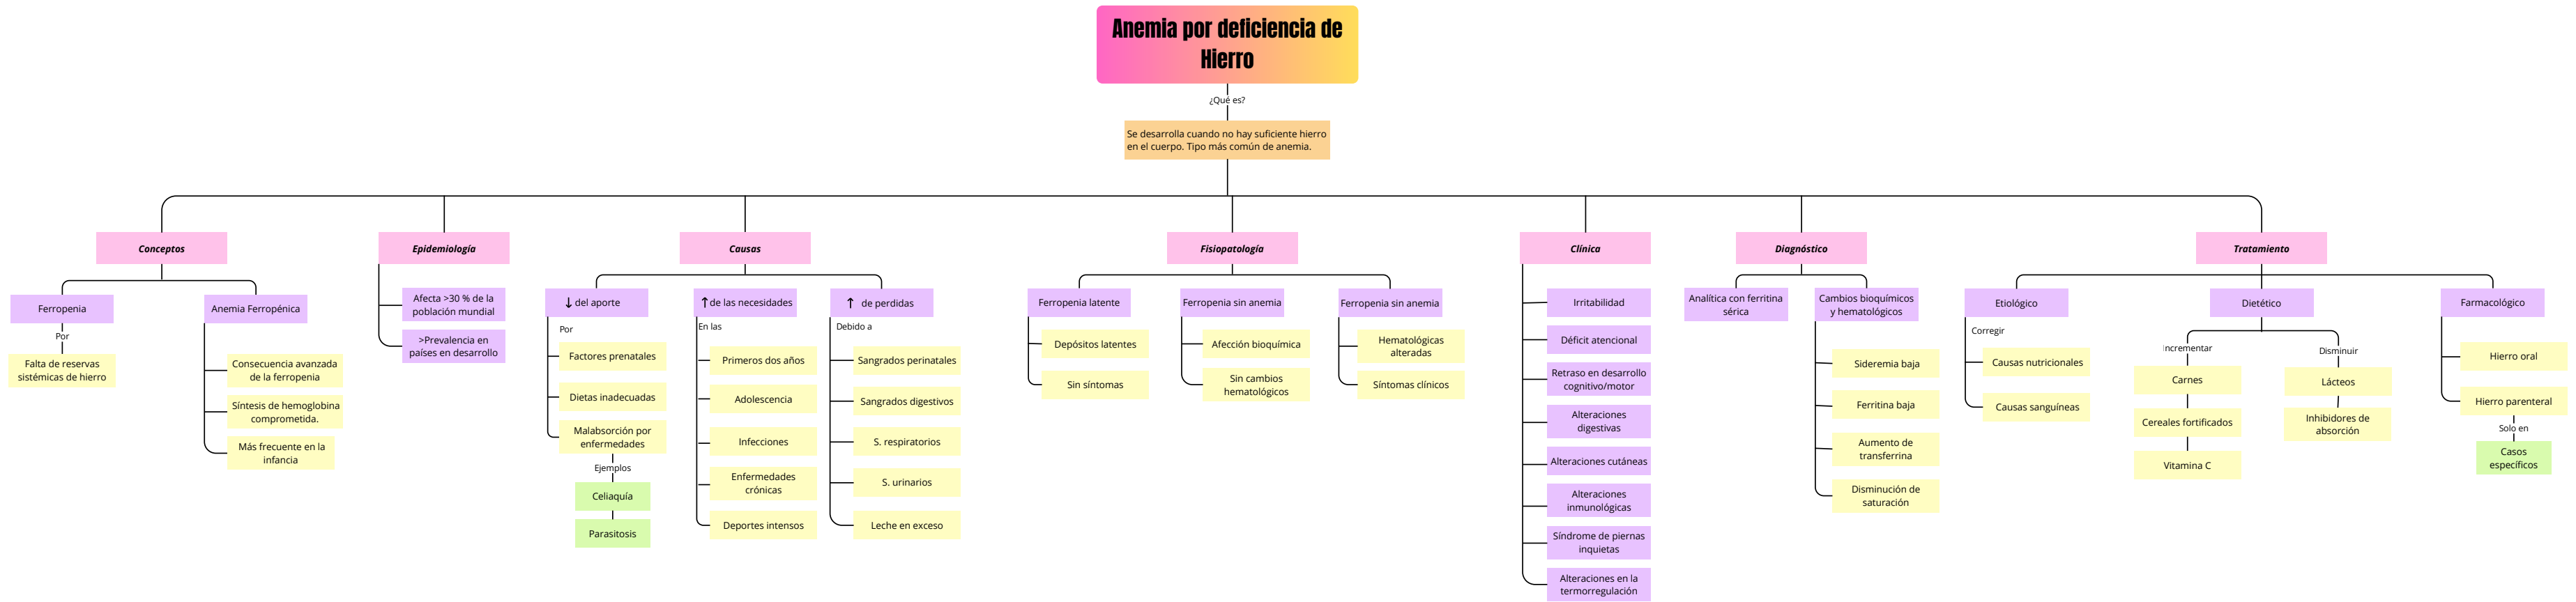 Anemia por deficiencia de
Hierro
¿Qué es?
Se desarrolla cuando no hay suficiente hierro
en el cuerpo. Tipo más común de anemia.
Conceptos
Ferropenia
Por
Falta de reservas
sistémicas de hierro
Anemia Ferropénica
Consecuencia avanzada
de la ferropenia
Síntesis de hemoglobina
comprometida.
Más frecuente en la
infancia
Epidemiología
Afecta >30 % de la
población mundial
>Prevalencia en
países en desarrollo
Causas
↓ del aporte
Por
Factores prenatales
Dietas inadecuadas
Malabsorción por
enfermedades
Ejemplos
Celiaquía
Parasitosis
↑ de las necesidades
En las
Primeros dos años
Adolescencia
Infecciones
Enfermedades
crónicas
Deportes intensos
↑ de perdidas
Debido a
Sangrados perinatales
Sangrados digestivos
S. respiratorios
S. urinarios
Leche en exceso
Fisiopatología
Ferropenia latente
Depósitos latentes
Sin síntomas
Ferropenia sin anemia
Afección bioquímica
Sin cambios
hematológicos
Ferropenia sin anemia
Hematológicas
alteradas
Síntomas clínicos
Clínica
Irritabilidad
Déficit atencional
Retraso en desarrollo
cognitivo/motor
Alteraciones
digestivas
Alteraciones cutáneas
Alteraciones
inmunológicas
Síndrome de piernas
inquietas
Alteraciones en la
termorregulación
Diagnóstico
Analítica con ferritina
sérica
Cambios bioquímicos
y hematológicos
Sideremia baja
Ferritina baja
Aumento de
transferrina
Disminución de
saturación
Tratamiento
Etiológico
Corregir
Causas nutricionales
Causas sanguíneas
Dietético
Incrementar
Carnes
Cereales fortificados
Vitamina C
Disminuir
Lácteos
Inhibidores de
absorción
Farmacológico
Hierro oral
Hierro parenteral
Solo en
Casos
específicos